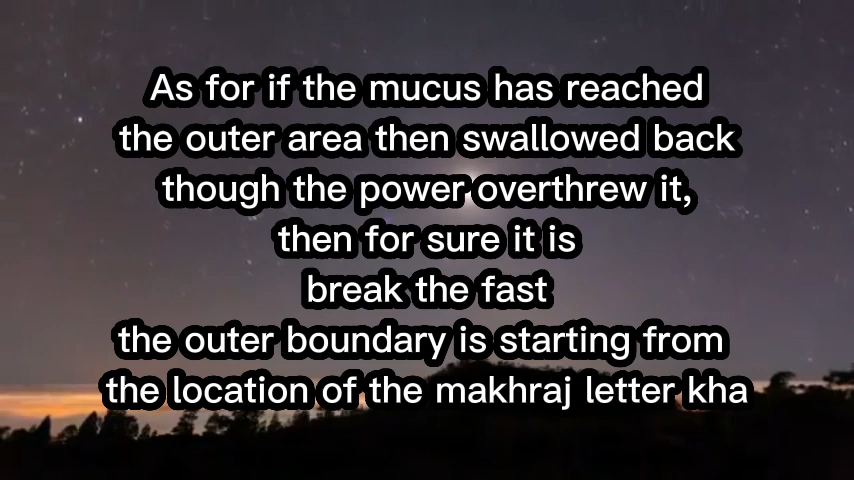 As for if the mucus has reached
the outer area then swallowed back
though the power overthrew it,
then for sure it is
break the fast
the outer boundary is starting from
the location of the makhraj letter kha